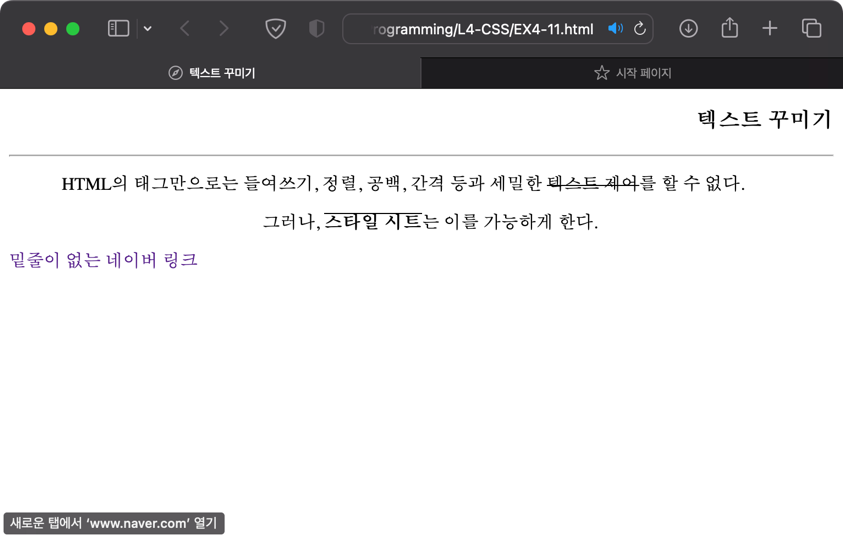 rogramming/L4-CSS/EX4-11.html
텍스트 꾸미기
시작 페이지
텍스트 꾸미기
HTML의 태그만으로는 들여쓰기, 정렬, 공백, 간격 등과 세밀한 텍스트 제어를 할 수 없다.
그러나, 스타일 시트는 이를 가능하게 한다.
밑줄이 없는 네이버 링크
새로운 탭에서 ‘www.naver.com’ 열기